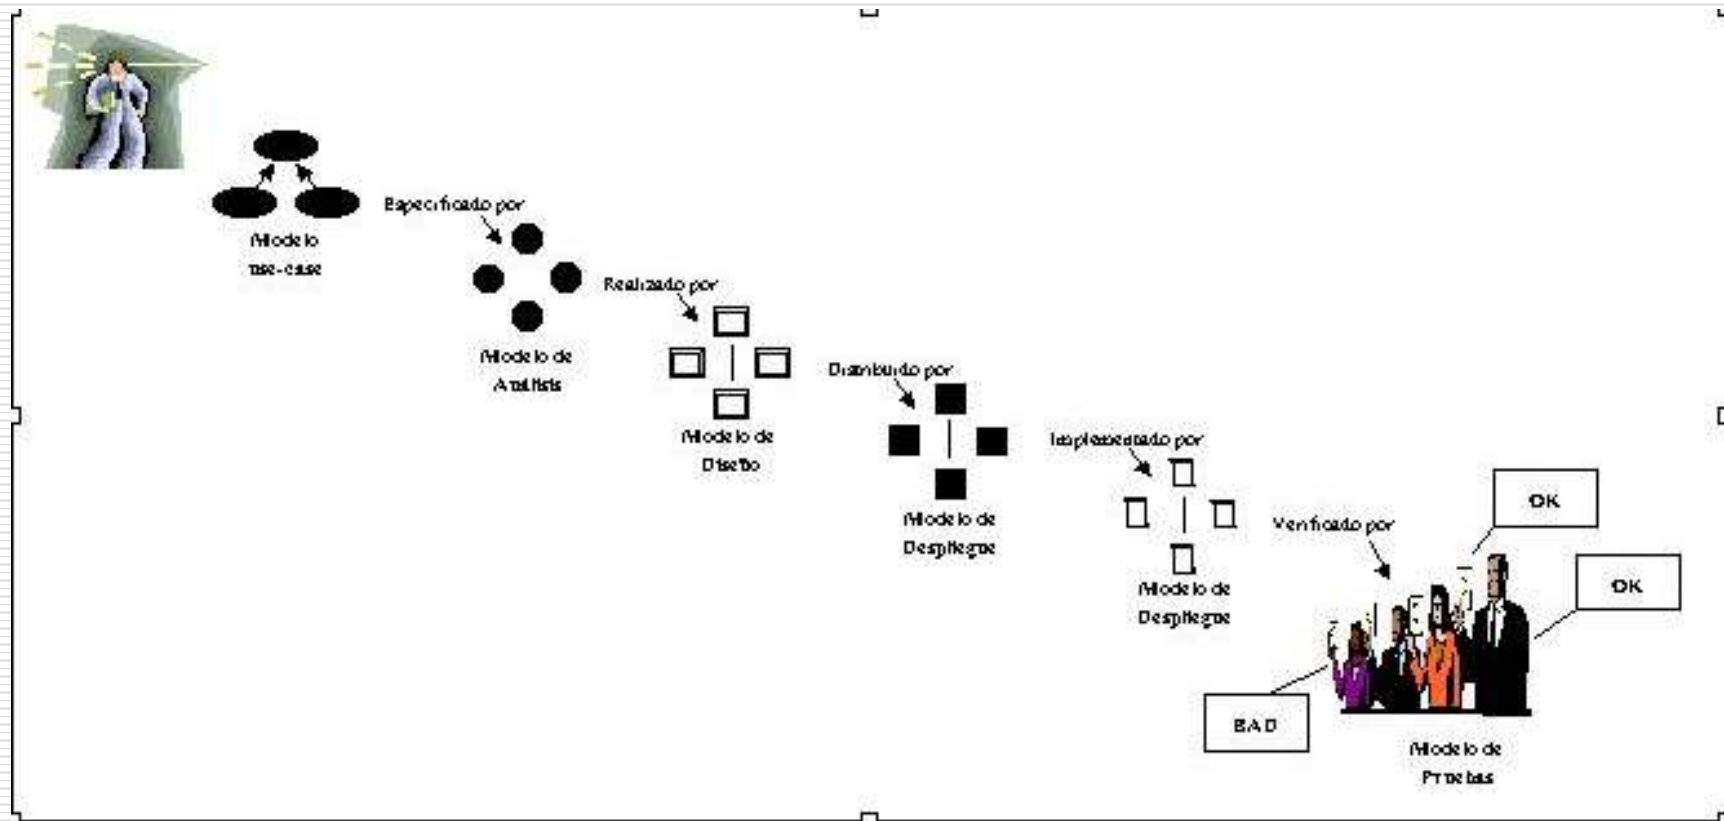 Modelo
use-case
Especificado por
Modelo de
Análisis
Realizado por
Modelo de
Diseño
Distribuido por
Modelo de
Despliegue
Implementado por
Modelo de
Despliegue
Verificado por
OK
OK
BAD
Modelo de
Pruebas